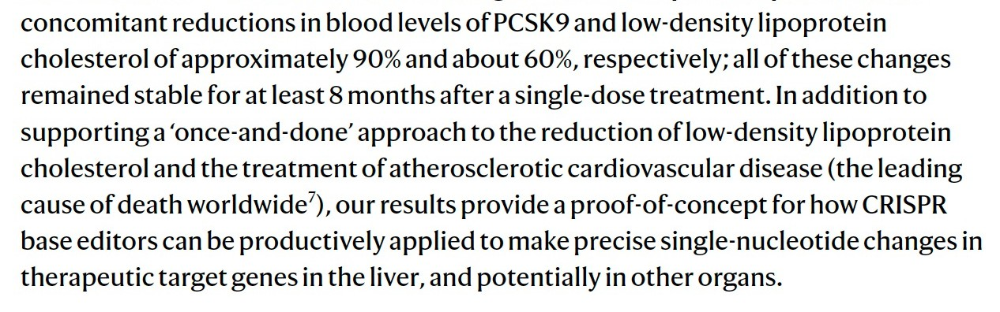 concomitant reductions in blood levels of PCSK9 and low-density lipoprotein
cholesterol of approximately 90% and about 60%, respectively; all of these changes
remained stable for at least 8 months after a single-dose treatment. In addition to
supporting a ‘once-and-done’ approach to the reduction of low-density lipoprotein
cholesterol and the treatment of atherosclerotic cardiovascular disease (the leading
cause of death worldwide⁷), our results provide a proof-of-concept for how CRISPR
base editors can be productively applied to make precise single-nucleotide changes in
therapeutic target genes in the liver, and potentially in other organs.